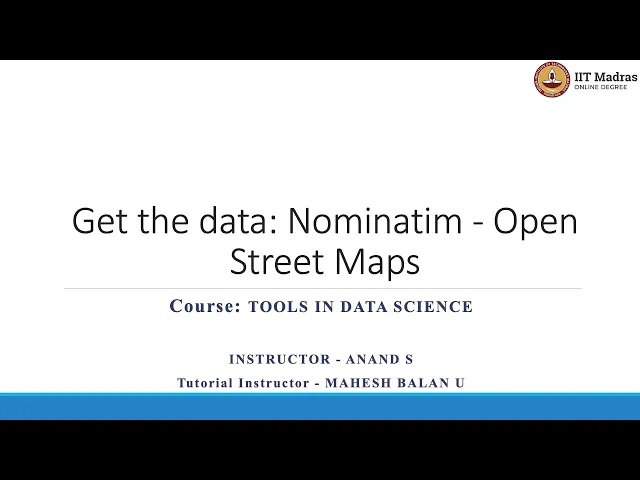 IIT Madras
ONLINE DEGREE
Get the data: Nominatim - Open
Street Maps
Course: TOOLS IN DATA SCIENCE
INSTRUCTOR - ANAND S
Tutorial Instructor - MAHESH BALAN U